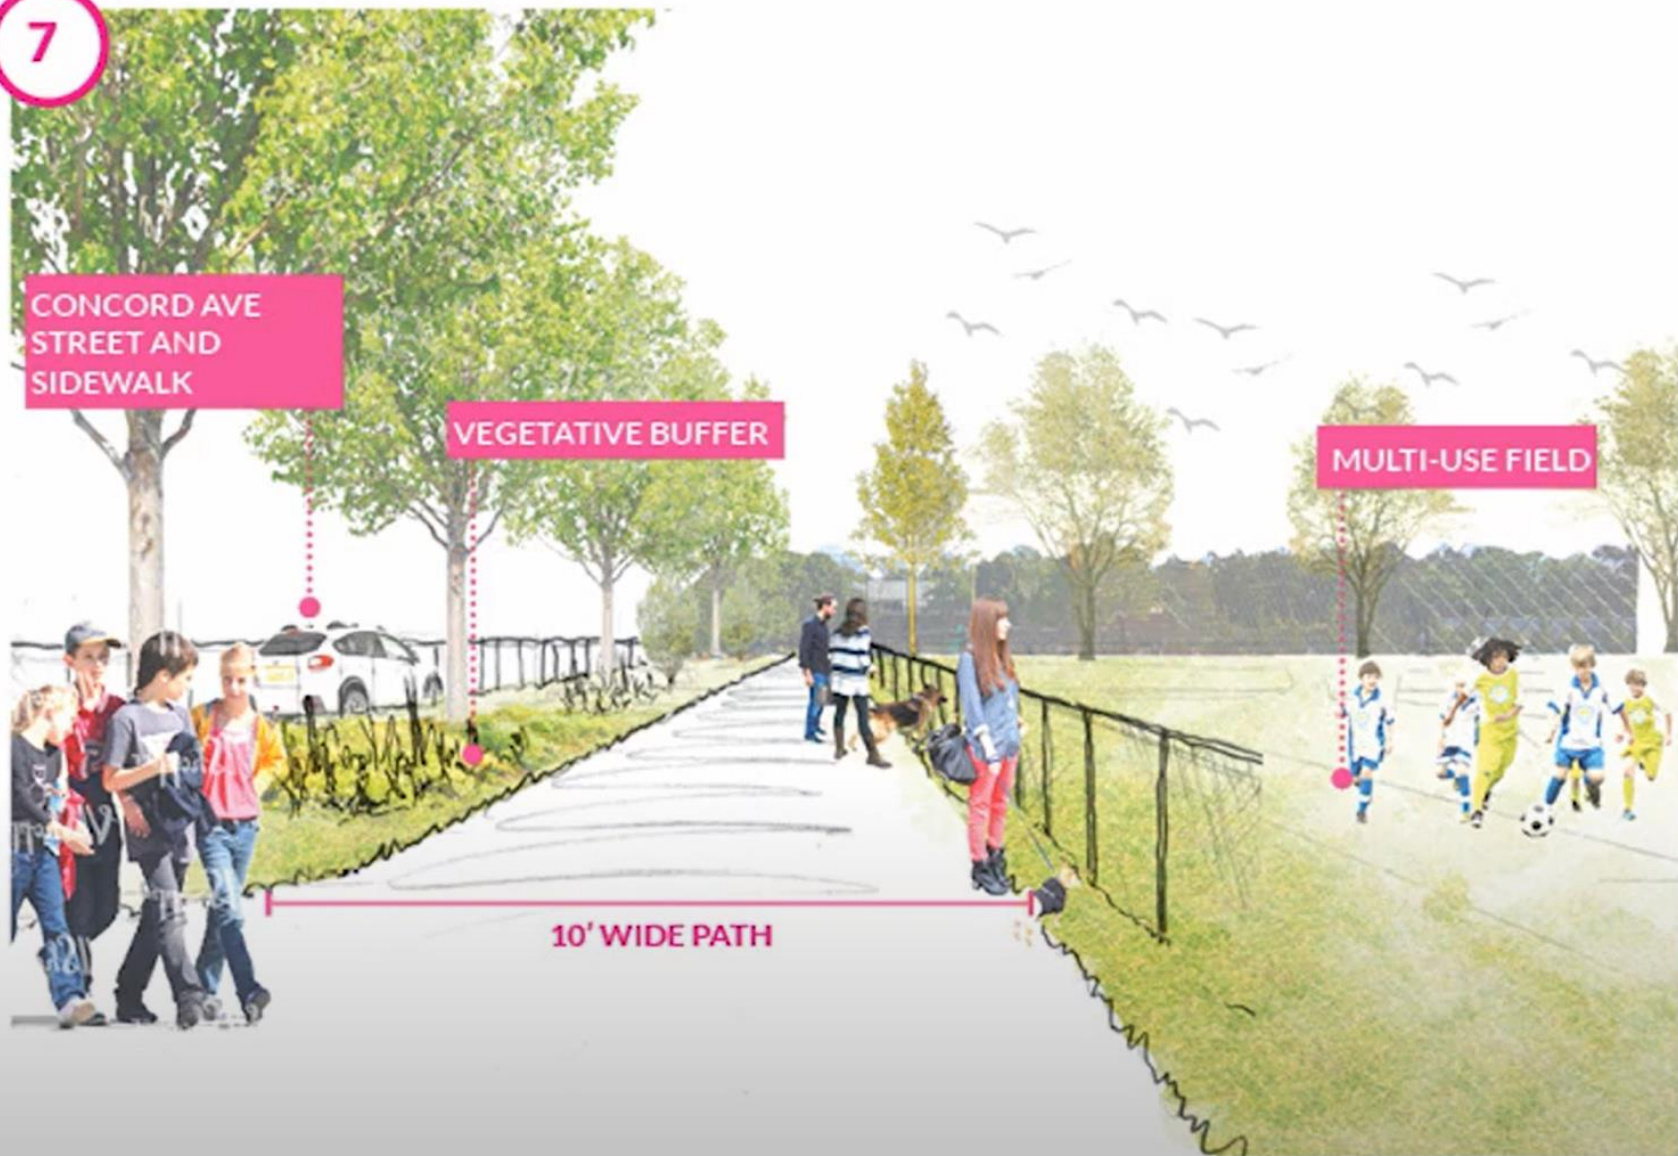 7
CONCORD AVE
STREET AND
SIDEWALK
VEGETATIVE BUFFER
MULTI-USE FIELD
10' WIDE PATH